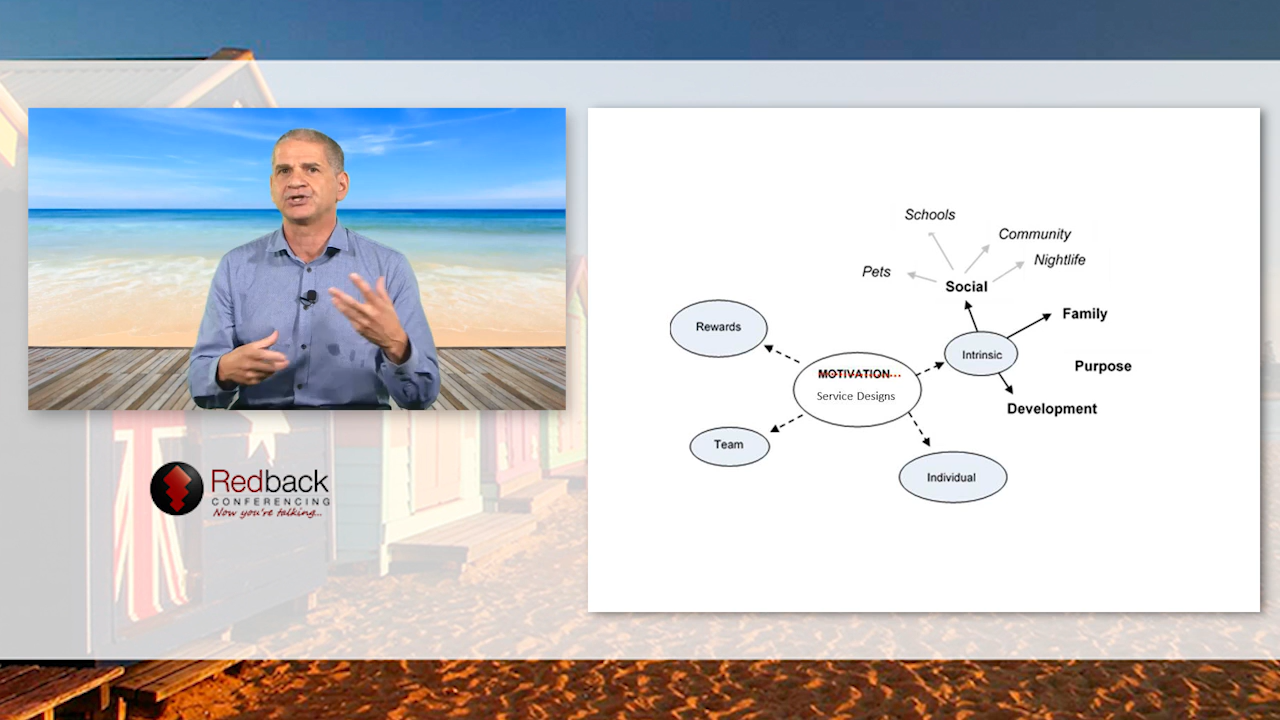 Redback
CONFERENCING
Now you're talking...
Schools
Community
Nightlife
Pets
Social
Family
Rewards
Intrinsic
Purpose
MOTIVATION...
Service Designs
Development
Team
Individual